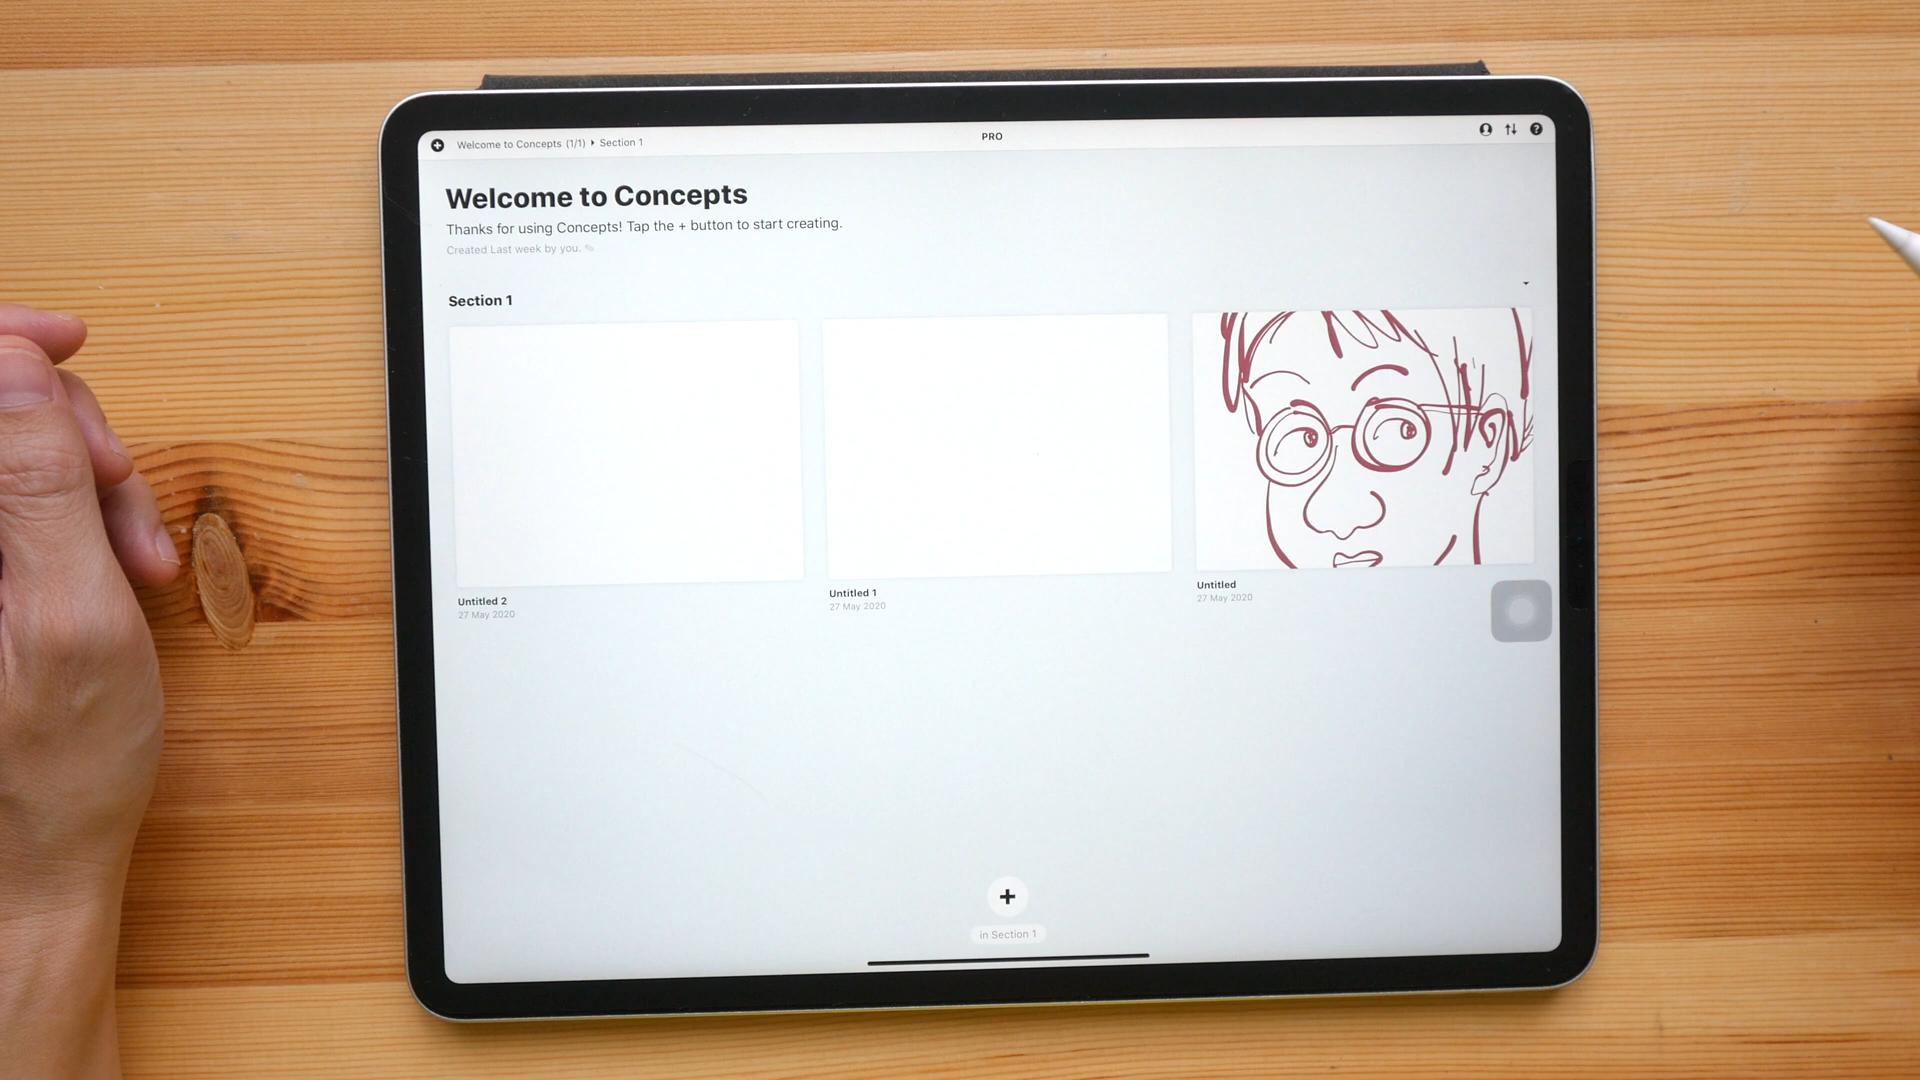 Welcome to Concepts (1/1) ▸ Section 1
PRO
Welcome to Concepts
Thanks for using Concepts! Tap the + button to start creating.
Created Last week by you.
Section 1
Untitled 2
27 May 2020
Untitled 1
27 May 2020
Untitled
27 May 2020
in Section 1